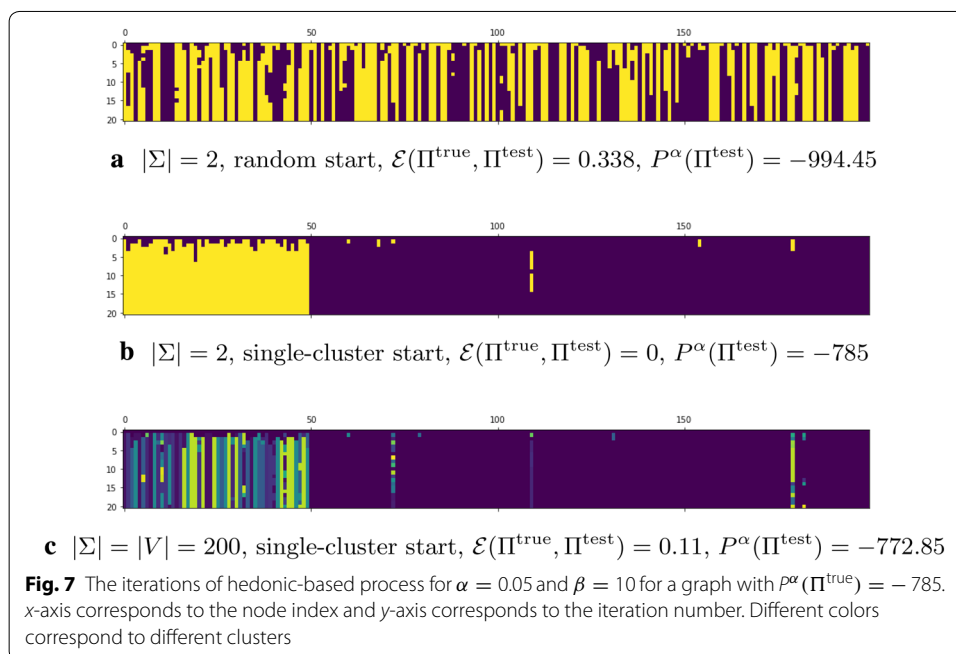 0 50 100 150
0
5
10
15
20
a |Σ| = 2, random start, ℰ(Π^true, Π^test) = 0.338, P^α(Π^test) = −994.45
0 50 100 150
0
5
10
15
20
b |Σ| = 2, single-cluster start, ℰ(Π^true, Π^test) = 0, P^α(Π^test) = −785
0 50 100 150
0
5
10
15
20
c |Σ| = |V| = 200, single-cluster start, ℰ(Π^true, Π^test) = 0.11, P^α(Π^test) = −772.85
Fig. 7 The iterations of hedonic-based process for α = 0.05 and β = 10 for a graph with P^α(Π^true) = − 785.
x-axis corresponds to the node index and y-axis corresponds to the iteration number. Different colors
correspond to different clusters